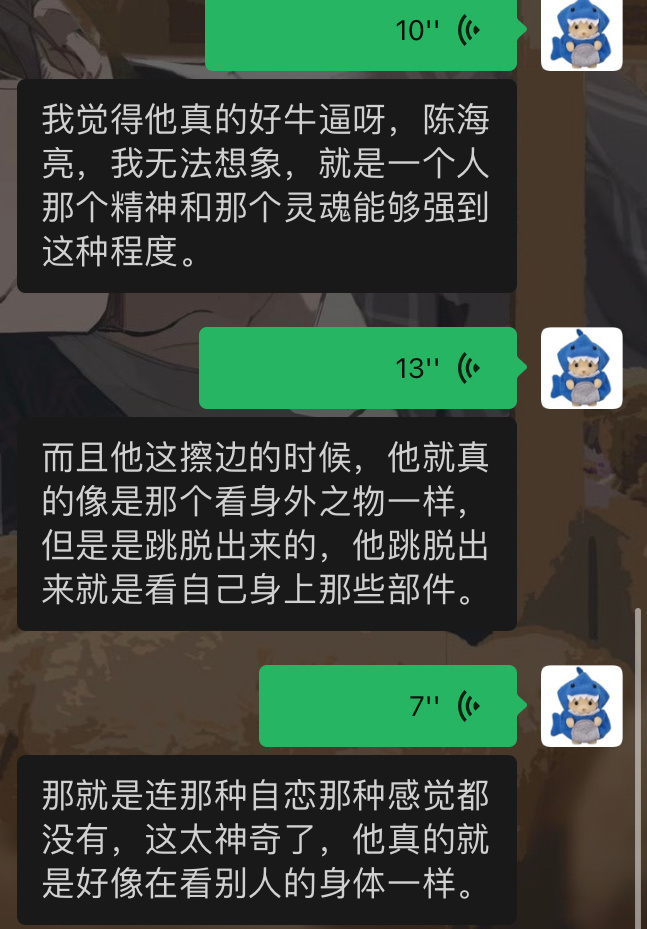 10''
我觉得他真的好牛逼呀，陈海
亮，我无法想象，就是一个人
那个精神和那个灵魂能够强到
这种程度。
13''
而且他这擦边的时候，他就真
的像是那个看身外之物一样，
但是是跳脱出来的，他跳脱出
来就是看自己身上那些部件。
7''
那就是连那种自恋那种感觉都
没有，这太神奇了，他真的就
是好像在看别人的身体一样。